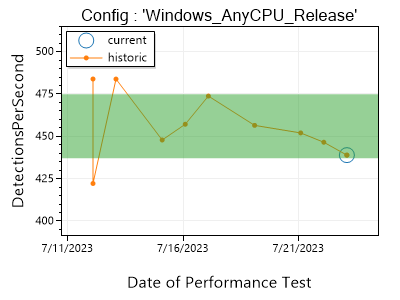 Config : 'Windows_AnyCPU_Release'
current
historic
DetectionsPerSecond
500
475
450
425
400
7/11/2023
7/16/2023
7/21/2023
Date of Performance Test